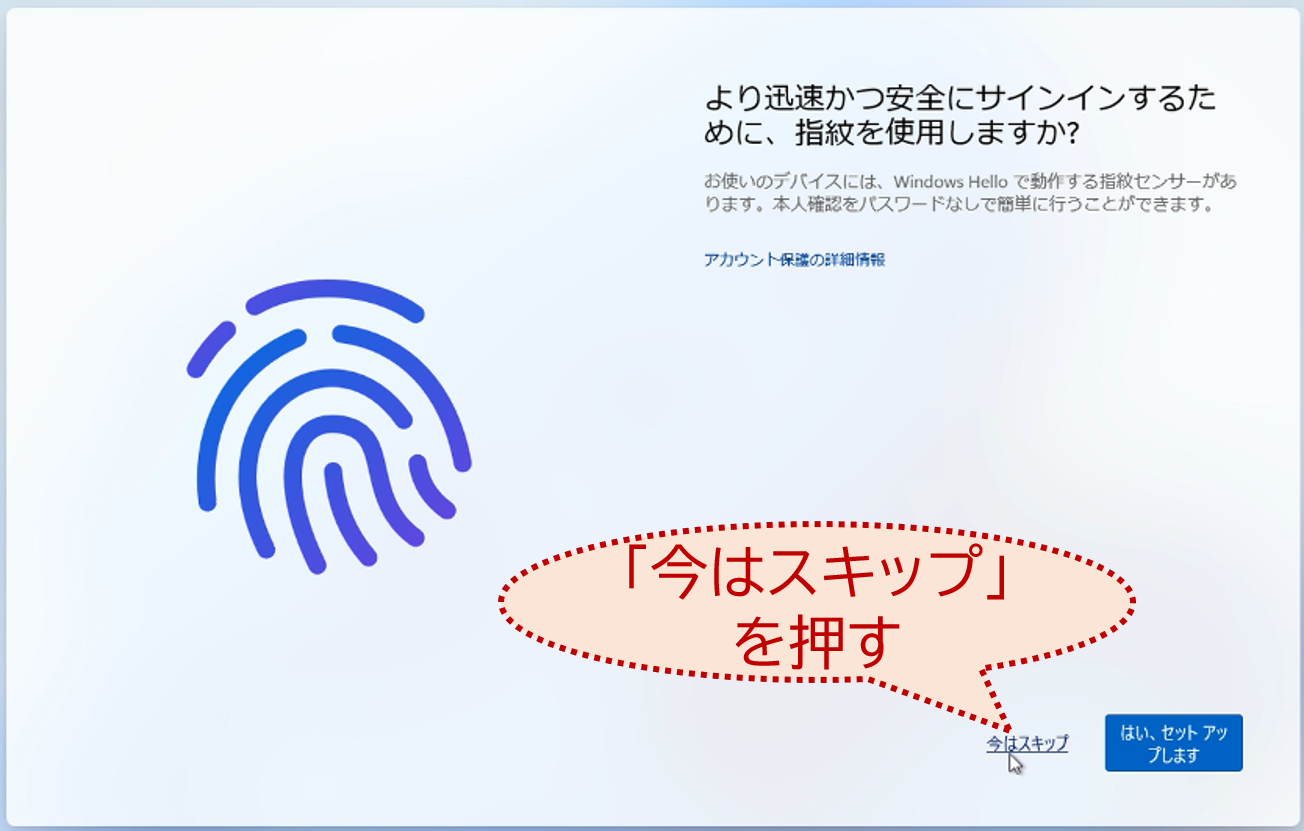 より迅速かつ安全にサインインするた
めに、指紋を使用しますか?
お使いのデバイスには、Windows Hello で動作する指紋センサーがあ
ります。本人確認をパスワードなしで簡単に行うことができます。
アカウント保護の詳細情報
「今はスキップ」
を押す
今はスキップ
はい、セット アッ
プします